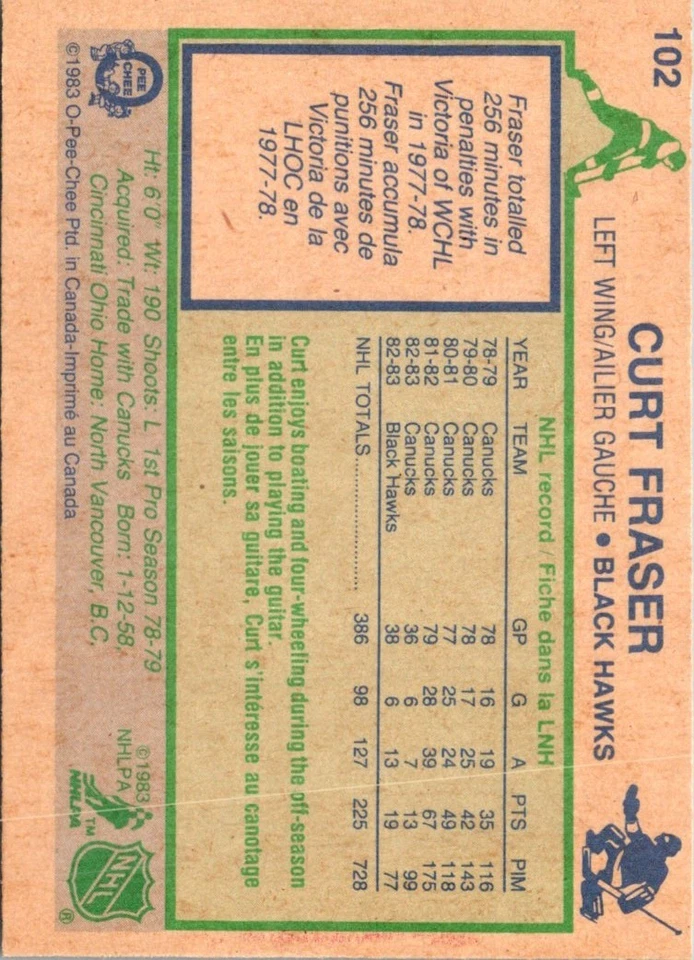 102
CURT FRASER
LEFT WING/AILIER GAUCHE • BLACK HAWKS
Fraser totalled
256 minutes in
penalties with
Victoria of WCHL
in 1977-78.
Fraser accumula
256 minutes de
punitions avec
Victoria de la
LHOC en
1977-78.
NHL record / Fiche dans la LNH
YEAR TEAM GP G A PTS PIM
78-79 Canucks 78 16 19 35 116
79-80 Canucks 78 17 25 42 143
80-81 Canucks 77 25 24 49 118
81-82 Canucks 79 28 39 67 175
82-83 Canucks 36 6 7 13 99
82-83 Black Hawks 38 6 13 19 77
NHL TOTALS.......................... 386 98 127 225 728
Curt enjoys boating and four-wheeling during the off-season
in addition to playing the guitar.
En plus de jouer sa guitare, Curt s'intéresse au canotage
entre les saisons.
O PEE CHEE
Ht: 6'0" Wt: 190 Shoots: L 1st Pro Season 78-79
Acquired: Trade with Canucks Born: 1-12-58,
Cincinnati Ohio Home: North Vancouver, B.C,
©1983 O-Pee-Chee Ptd. in Canada-Imprimé au Canada
©1983
NHLPA
NHLPA
TM
NHL
®